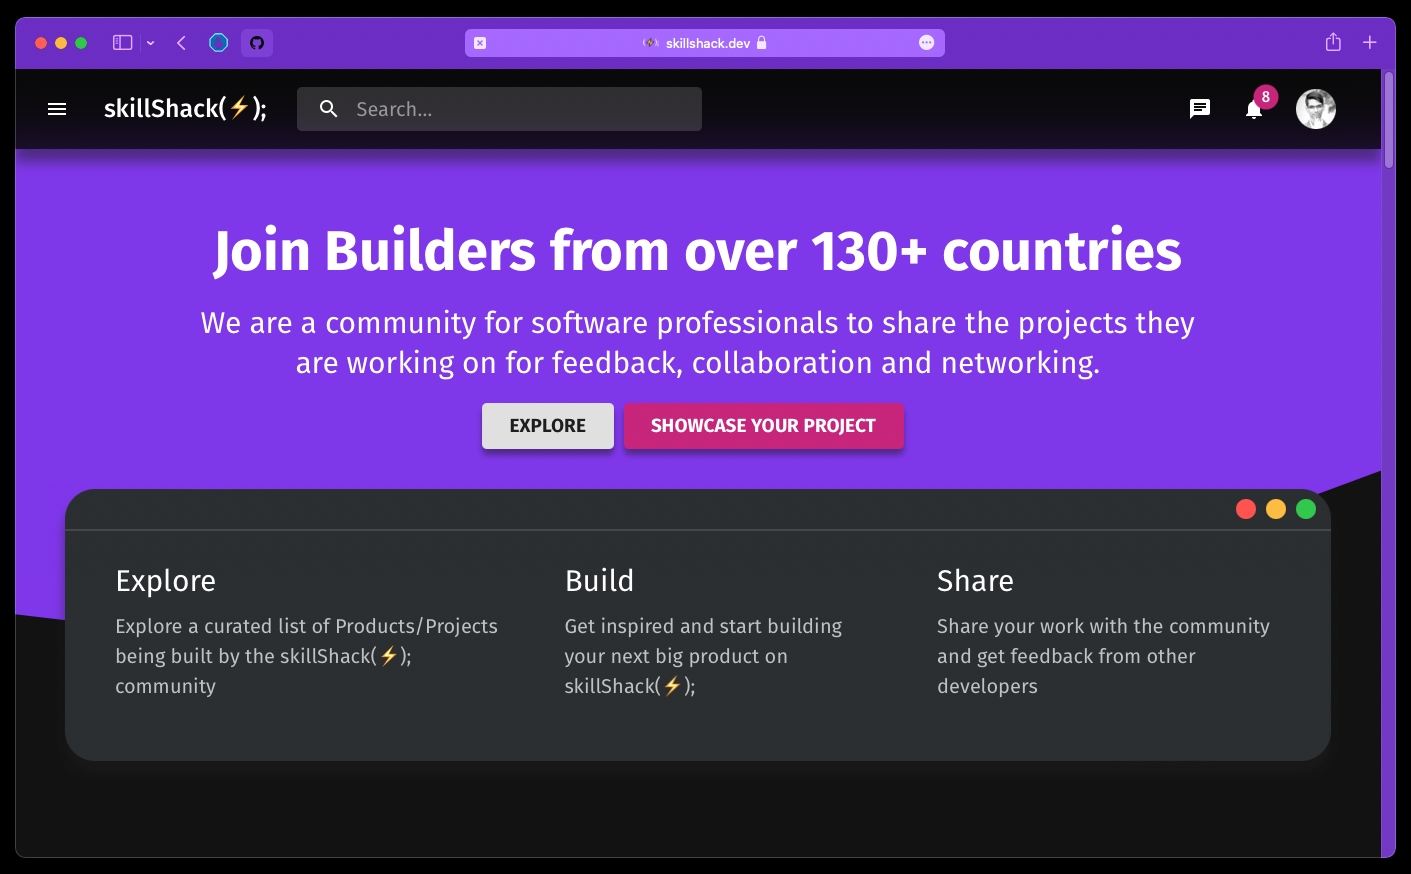 skillshack.dev
skillShack(⚡);
Search…
8
Join Builders from over 130+ countries
We are a community for software professionals to share the projects they
are working on for feedback, collaboration and networking.
EXPLORE
SHOWCASE YOUR PROJECT
Explore
Explore a curated list of Products/Projects
being built by the skillShack(⚡);
community
Build
Get inspired and start building
your next big product on
skillShack(⚡);
Share
Share your work with the community
and get feedback from other
developers